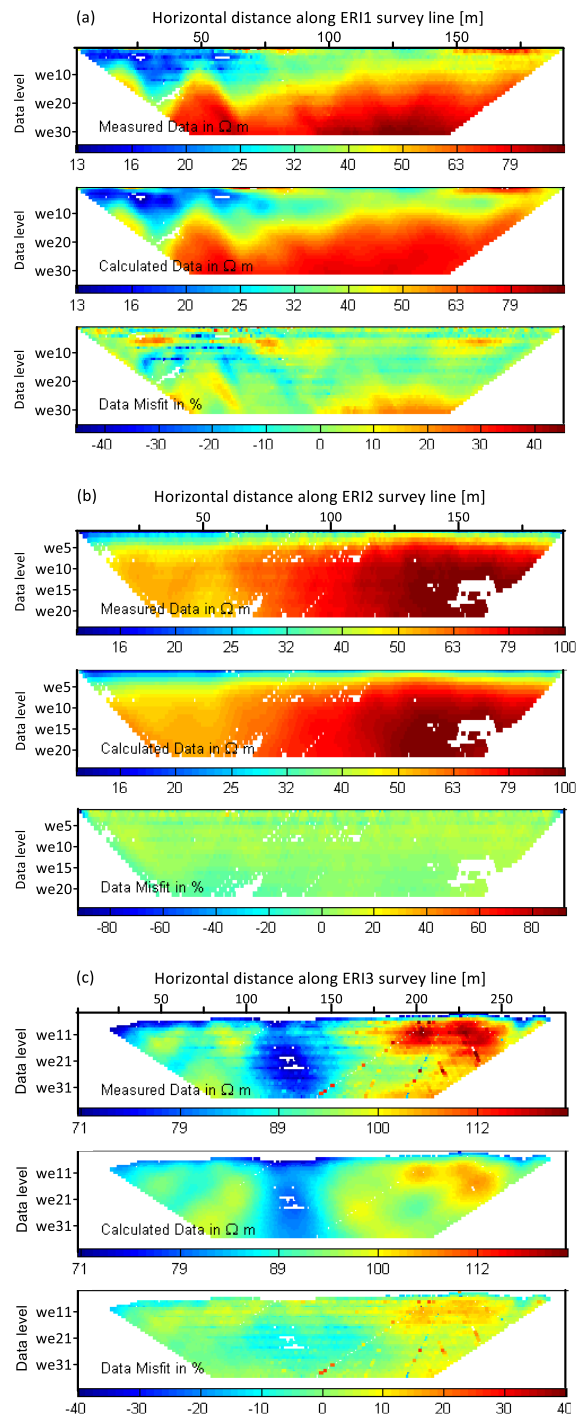 (a) Horizontal distance along ERI1 survey line [m]
50 100 150
Data level
we10
we20
we30
Measured Data in Ω m
13 16 20 25 32 40 50 63 79
Data level
we10
we20
we30
Calculated Data in Ω m
13 16 20 25 32 40 50 63 79
Data level
we10
we20
we30
Data Misfit in %
-40 -30 -20 -10 0 10 20 30 40
(b) Horizontal distance along ERI2 survey line [m]
50 100 150
Data level
we5
we10
we15
we20
Measured Data in Ω m
16 20 25 32 40 50 63 79 100
Data level
we5
we10
we15
we20
Calculated Data in Ω m
16 20 25 32 40 50 63 79 100
Data level
we5
we10
we15
we20
Data Misfit in %
-80 -60 -40 -20 0 20 40 60 80
(c) Horizontal distance along ERI3 survey line [m]
50 100 150 200 250
Data level
we11
we21
we31
Measured Data in Ω m
71 79 89 100 112
Data level
we11
we21
we31
Calculated Data in Ω m
71 79 89 100 112
Data level
we11
we21
we31
Data Misfit in %
-40 -30 -20 -10 0 10 20 30 40